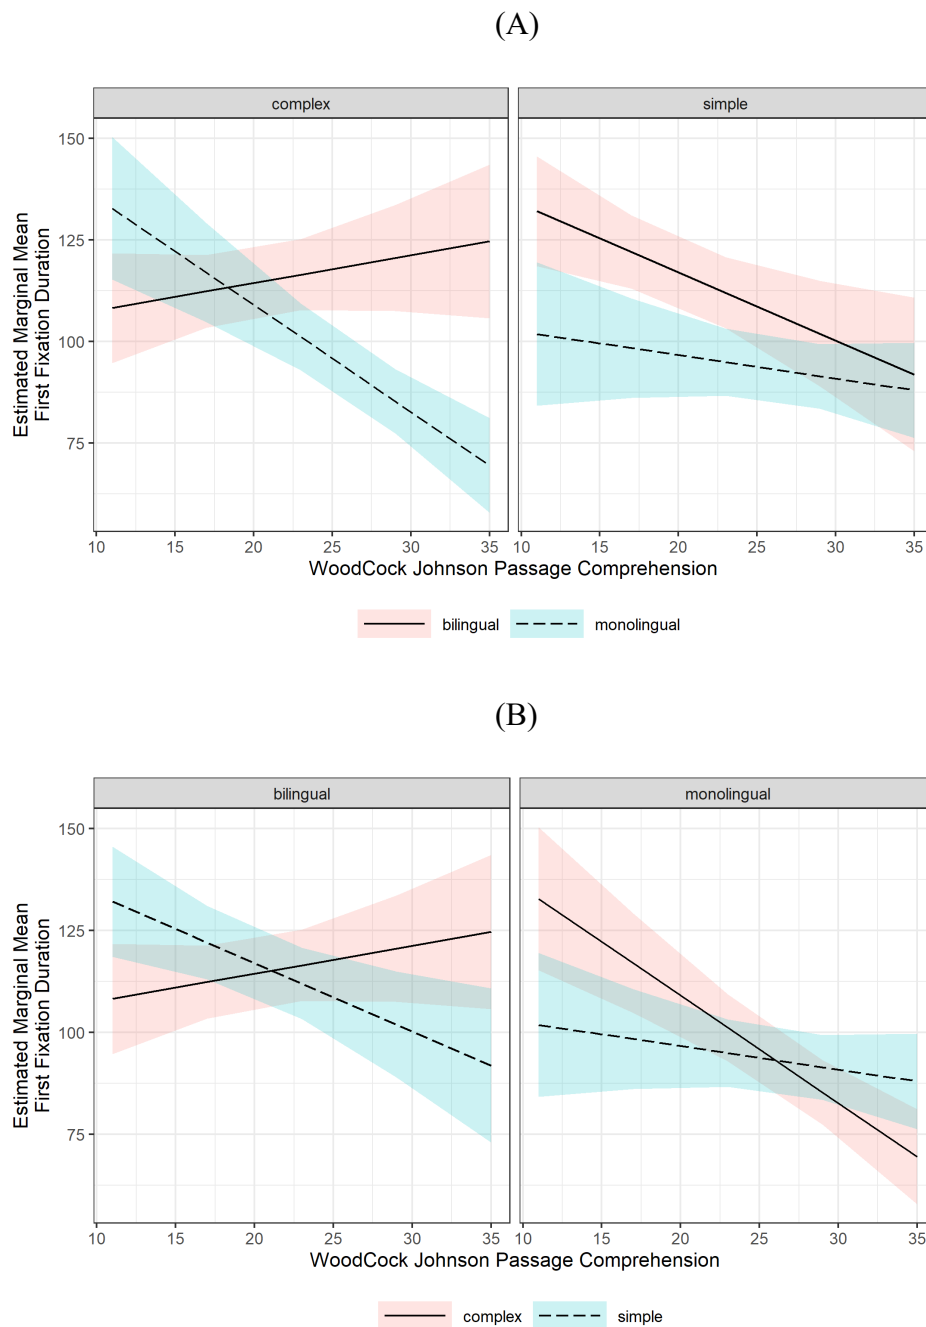 (A)
complex simple
150
125
100
75
Estimated Marginal Mean
First Fixation Duration
10 15 20 25 30 35 10 15 20 25 30 35
WoodCock Johnson Passage Comprehension
bilingual monolingual
(B)
bilingual monolingual
150
125
100
75
Estimated Marginal Mean
First Fixation Duration
10 15 20 25 30 35 10 15 20 25 30 35
WoodCock Johnson Passage Comprehension
complex simple